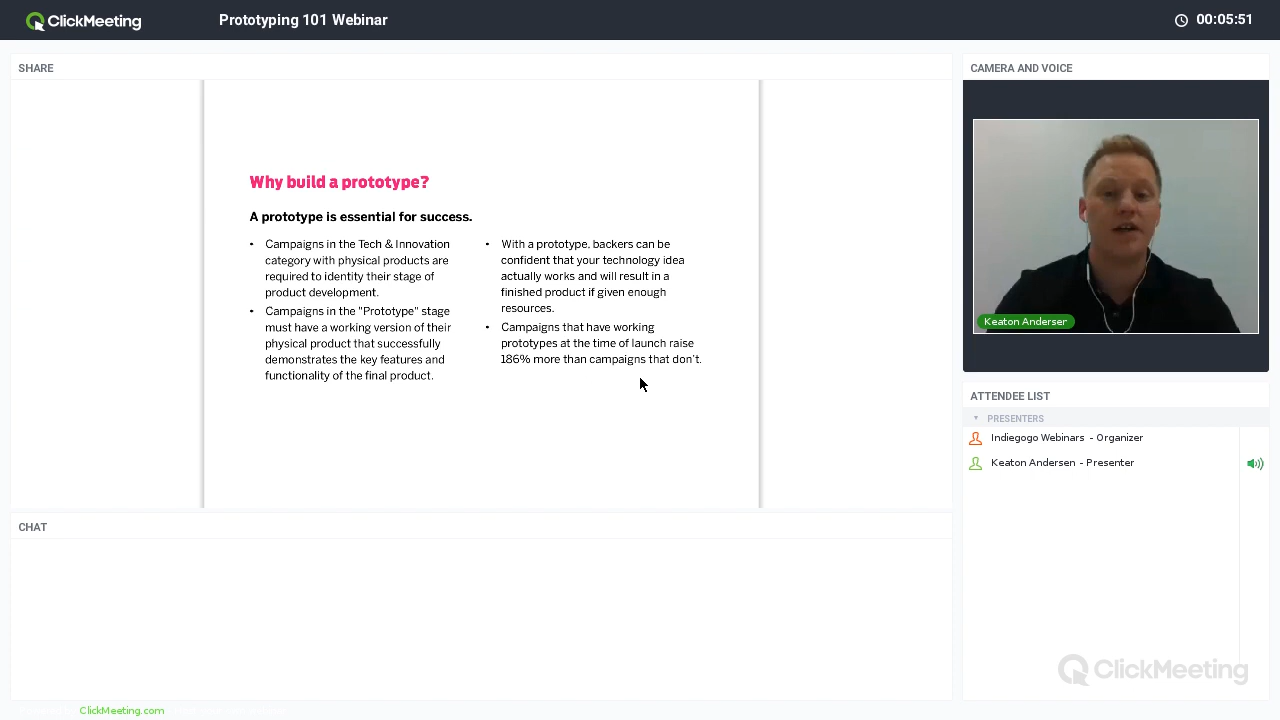 ClickMeeting
Prototyping 101 Webinar
00:05:51
SHARE
Why build a prototype?
A prototype is essential for success.
• Campaigns in the Tech & Innovation
category with physical products are
required to identity their stage of
product development.
• Campaigns in the "Prototype" stage
must have a working version of their
physical product that successfully
demonstrates the key features and
functionality of the final product.
• With a prototype, backers can be
confident that your technology idea
actually works and will result in a
finished product if given enough
resources.
• Campaigns that have working
prototypes at the time of launch raise
186% more than campaigns that don't.
CAMERA AND VOICE
Keaton Andersen
ATTENDEE LIST
PRESENTERS
Indiegogo Webinars - Organizer
Keaton Andersen - Presenter
CHAT
ClickMeeting
ClickMeeting.com